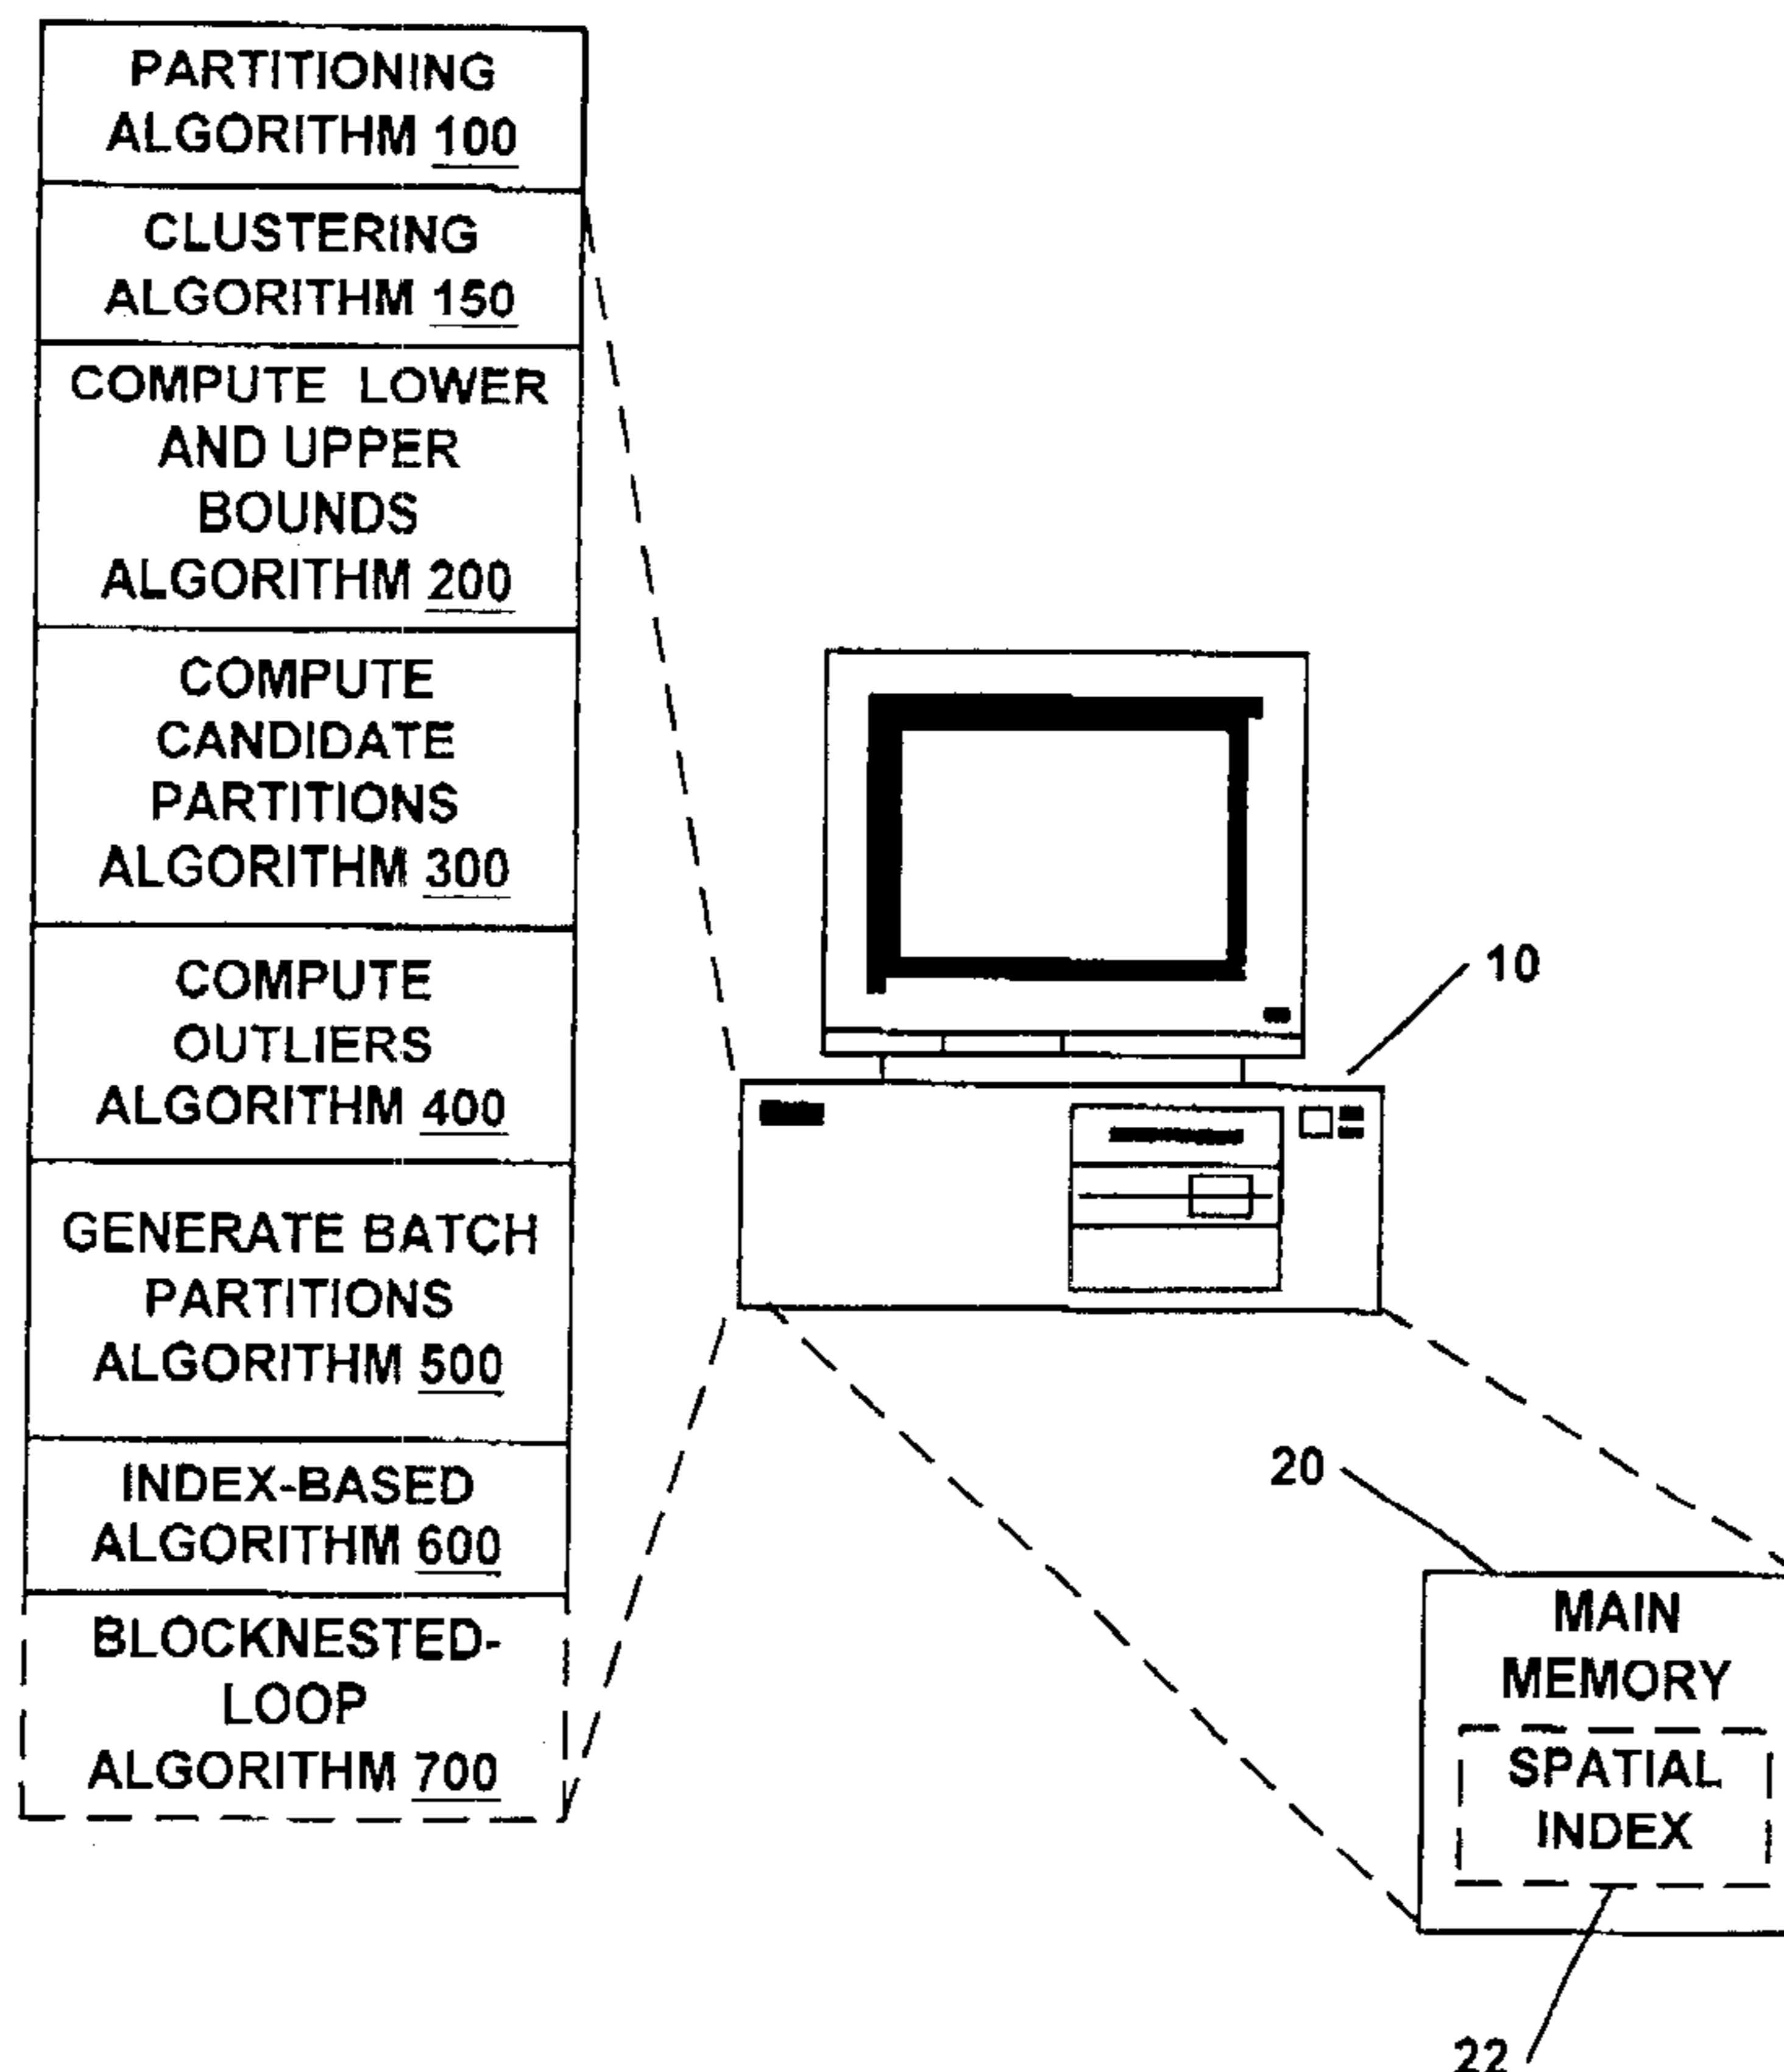 PARTITIONING
ALGORITHM 100
CLUSTERING
ALGORITHM 150
COMPUTE LOWER
AND UPPER
BOUNDS
ALGORITHM 200
COMPUTE
CANDIDATE
PARTITIONS
ALGORITHM 300
COMPUTE
OUTLIERS
ALGORITHM 400
GENERATE BATCH
PARTITIONS
ALGORITHM 500
INDEX-BASED
ALGORITHM 600
BLOCKNESTED-
LOOP
ALGORITHM 700
10
20
MAIN
MEMORY
SPATIAL
INDEX
22